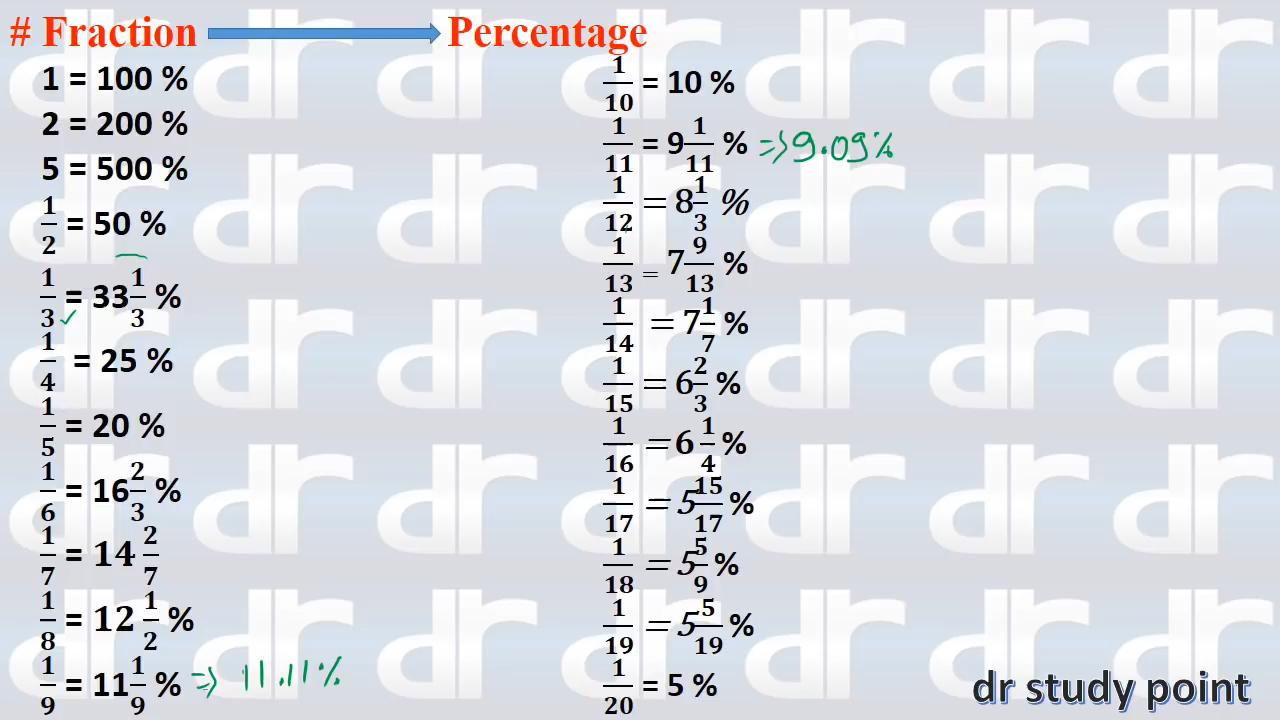 # Fraction → Percentage
1 = 100 %
2 = 200 %
5 = 500 %
1/2 = 50 %
1/3 = 33 1/3 %
1/4 = 25 %
1/5 = 20 %
1/6 = 16 2/3 %
1/7 = 14 2/7
1/8 = 12 1/2 %
1/9 = 11 1/9 % ⇒ 11.11%
1/10 = 10 %
1/11 = 9 1/11 % ⇒ 9.09%
1/12 = 8 1/3 %
1/13 = 7 9/13 %
1/14 = 7 1/7 %
1/15 = 6 2/3 %
1/16 = 6 1/4 %
1/17 = 5 15/17 %
1/18 = 5 5/9 %
1/19 = 5 5/19 %
1/20 = 5 %
dr study point